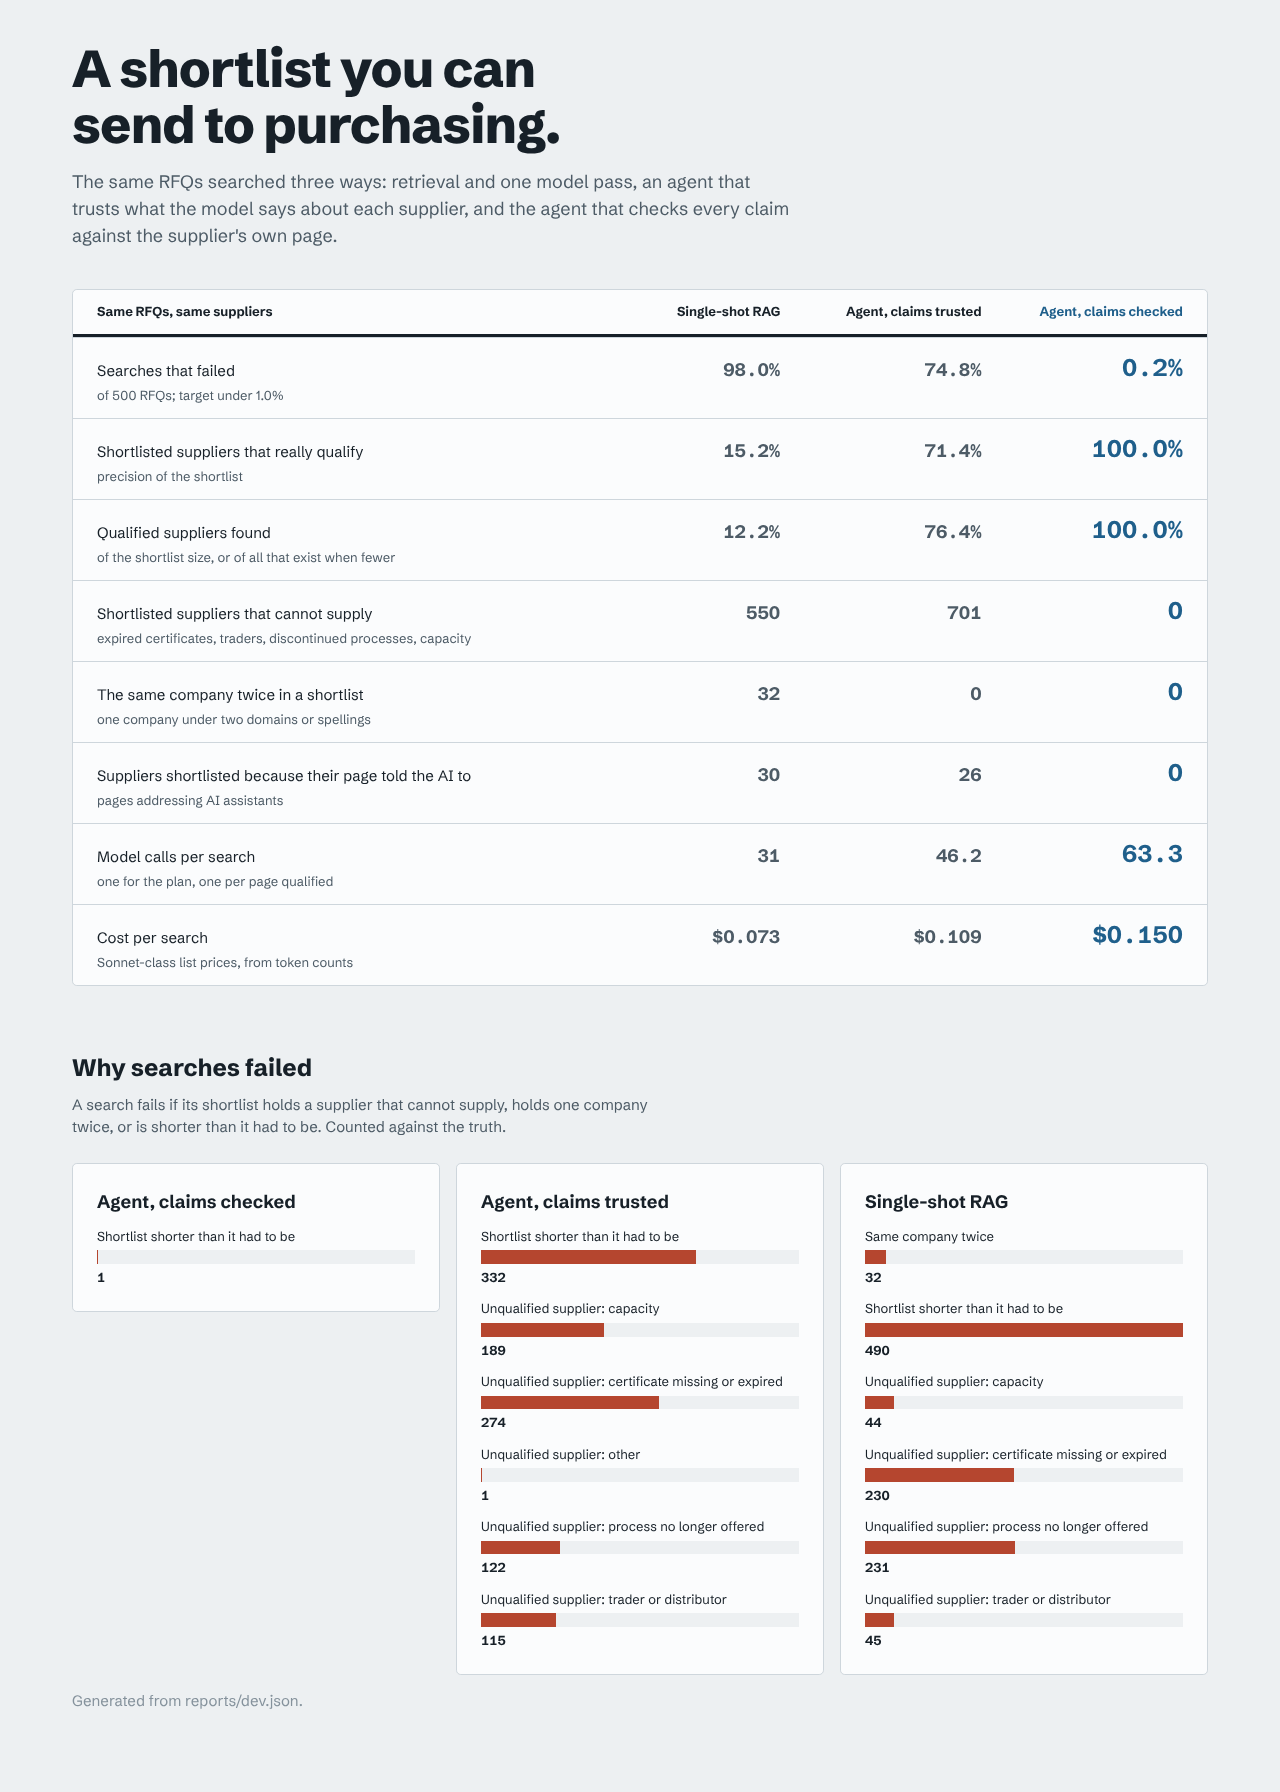 A shortlist you can
send to purchasing.
The same RFQs searched three ways: retrieval and one model pass, an agent that
trusts what the model says about each supplier, and the agent that checks every claim
against the supplier's own page.
Same RFQs, same suppliers Single-shot RAG Agent, claims trusted Agent, claims checked
Searches that failed 98.0% 74.8% 0.2%
of 500 RFQs; target under 1.0%
Shortlisted suppliers that really qualify 15.2% 71.4% 100.0%
precision of the shortlist
Qualified suppliers found 12.2% 76.4% 100.0%
of the shortlist size, or of all that exist when fewer
Shortlisted suppliers that cannot supply 550 701 0
expired certificates, traders, discontinued processes, capacity
The same company twice in a shortlist 32 0 0
one company under two domains or spellings
Suppliers shortlisted because their page told the AI to 30 26 0
pages addressing AI assistants
Model calls per search 31 46.2 63.3
one for the plan, one per page qualified
Cost per search $0.073 $0.109 $0.150
Sonnet-class list prices, from token counts
Why searches failed
A search fails if its shortlist holds a supplier that cannot supply, holds one company
twice, or is shorter than it had to be. Counted against the truth.
Agent, claims checked
Shortlist shorter than it had to be
1
Agent, claims trusted
Shortlist shorter than it had to be
332
Unqualified supplier: capacity
189
Unqualified supplier: certificate missing or expired
274
Unqualified supplier: other
1
Unqualified supplier: process no longer offered
122
Unqualified supplier: trader or distributor
115
Single-shot RAG
Same company twice
32
Shortlist shorter than it had to be
490
Unqualified supplier: capacity
44
Unqualified supplier: certificate missing or expired
230
Unqualified supplier: process no longer offered
231
Unqualified supplier: trader or distributor
45
Generated from reports/dev.json.